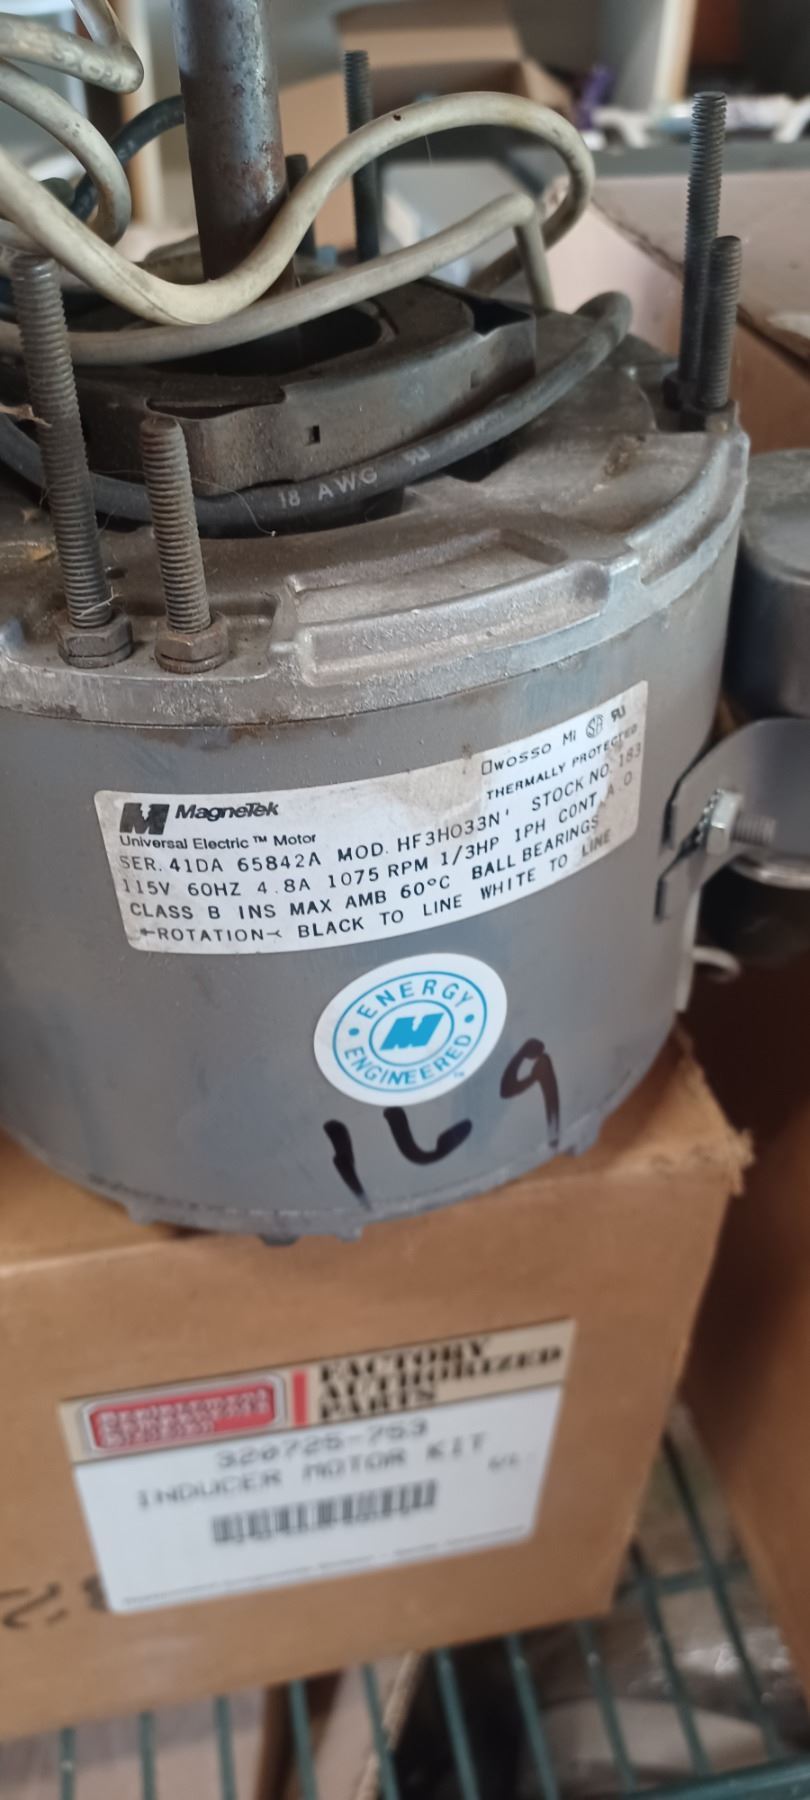 18 AWG
MagneTek
OWOSSO MI
Universal Electric™ Motor
THERMALLY PROTECTED
SER. 41DA 65842A MOD. HF3H033N' STOCK NO. 183
115V 60HZ 4.8A 1075 RPM 1/3HP 1PH CONT. A.O.
CLASS B INS MAX AMB 60°C BALL BEARINGS
ROTATION BLACK TO LINE WHITE TO LINE
ENERGY
ENGINEERED
169
FACTORY
AUTHORIZED
PARTS
320725-753
INDUCER MOTOR KIT